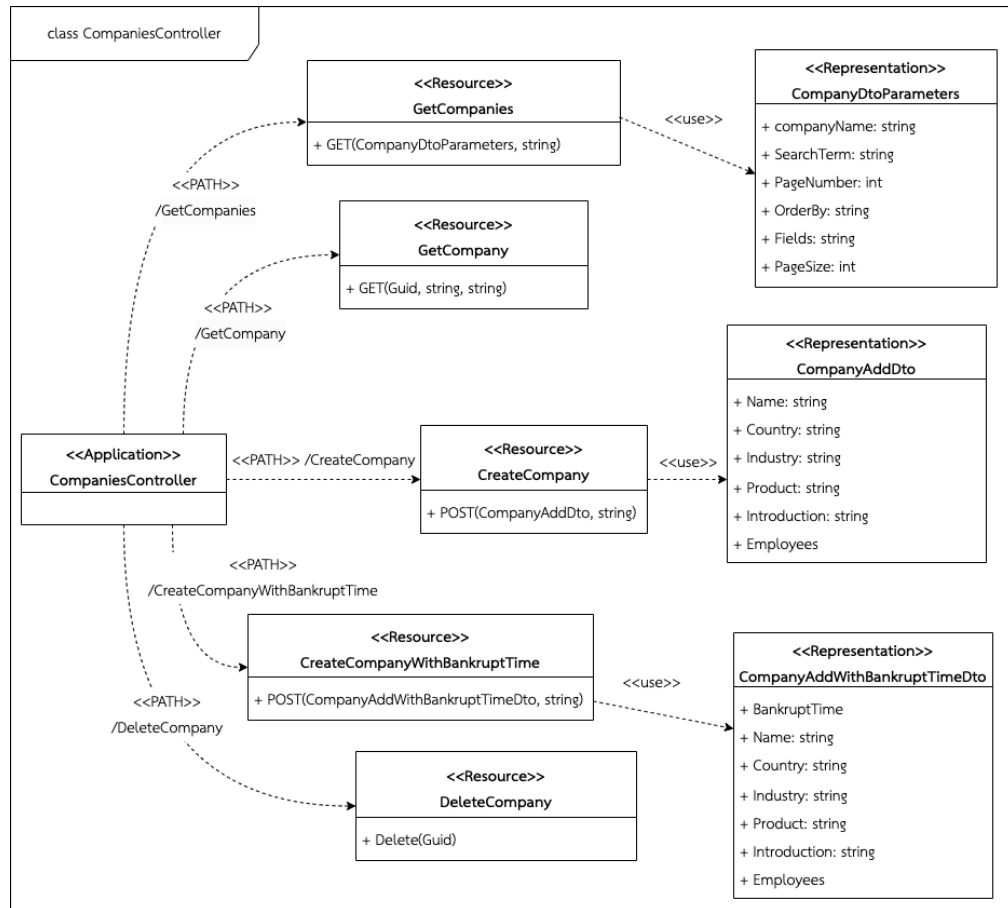 class CompaniesController
<<Resource>>
GetCompanies
+ GET(CompanyDtoParameters, string)
<<use>>
<<Representation>>
CompanyDtoParameters
+ companyName: string
+ SearchTerm: string
+ PageNumber: int
+ OrderBy: string
+ Fields: string
+ PageSize: int
<<PATH>>
/GetCompanies
<<Resource>>
GetCompany
+ GET(Guid, string, string)
<<PATH>>
/GetCompany
<<Application>>
CompaniesController
<<PATH>> /CreateCompany
<<Resource>>
CreateCompany
+ POST(CompanyAddDto, string)
<<use>>
<<Representation>>
CompanyAddDto
+ Name: string
+ Country: string
+ Industry: string
+ Product: string
+ Introduction: string
+ Employees
<<PATH>>
/CreateCompanyWithBankruptTime
<<Resource>>
CreateCompanyWithBankruptTime
+ POST(CompanyAddWithBankruptTimeDto, string)
<<use>>
<<Representation>>
CompanyAddWithBankruptTimeDto
+ BankruptTime
+ Name: string
+ Country: string
+ Industry: string
+ Product: string
+ Introduction: string
+ Employees
<<PATH>>
/DeleteCompany
<<Resource>>
DeleteCompany
+ Delete(Guid)